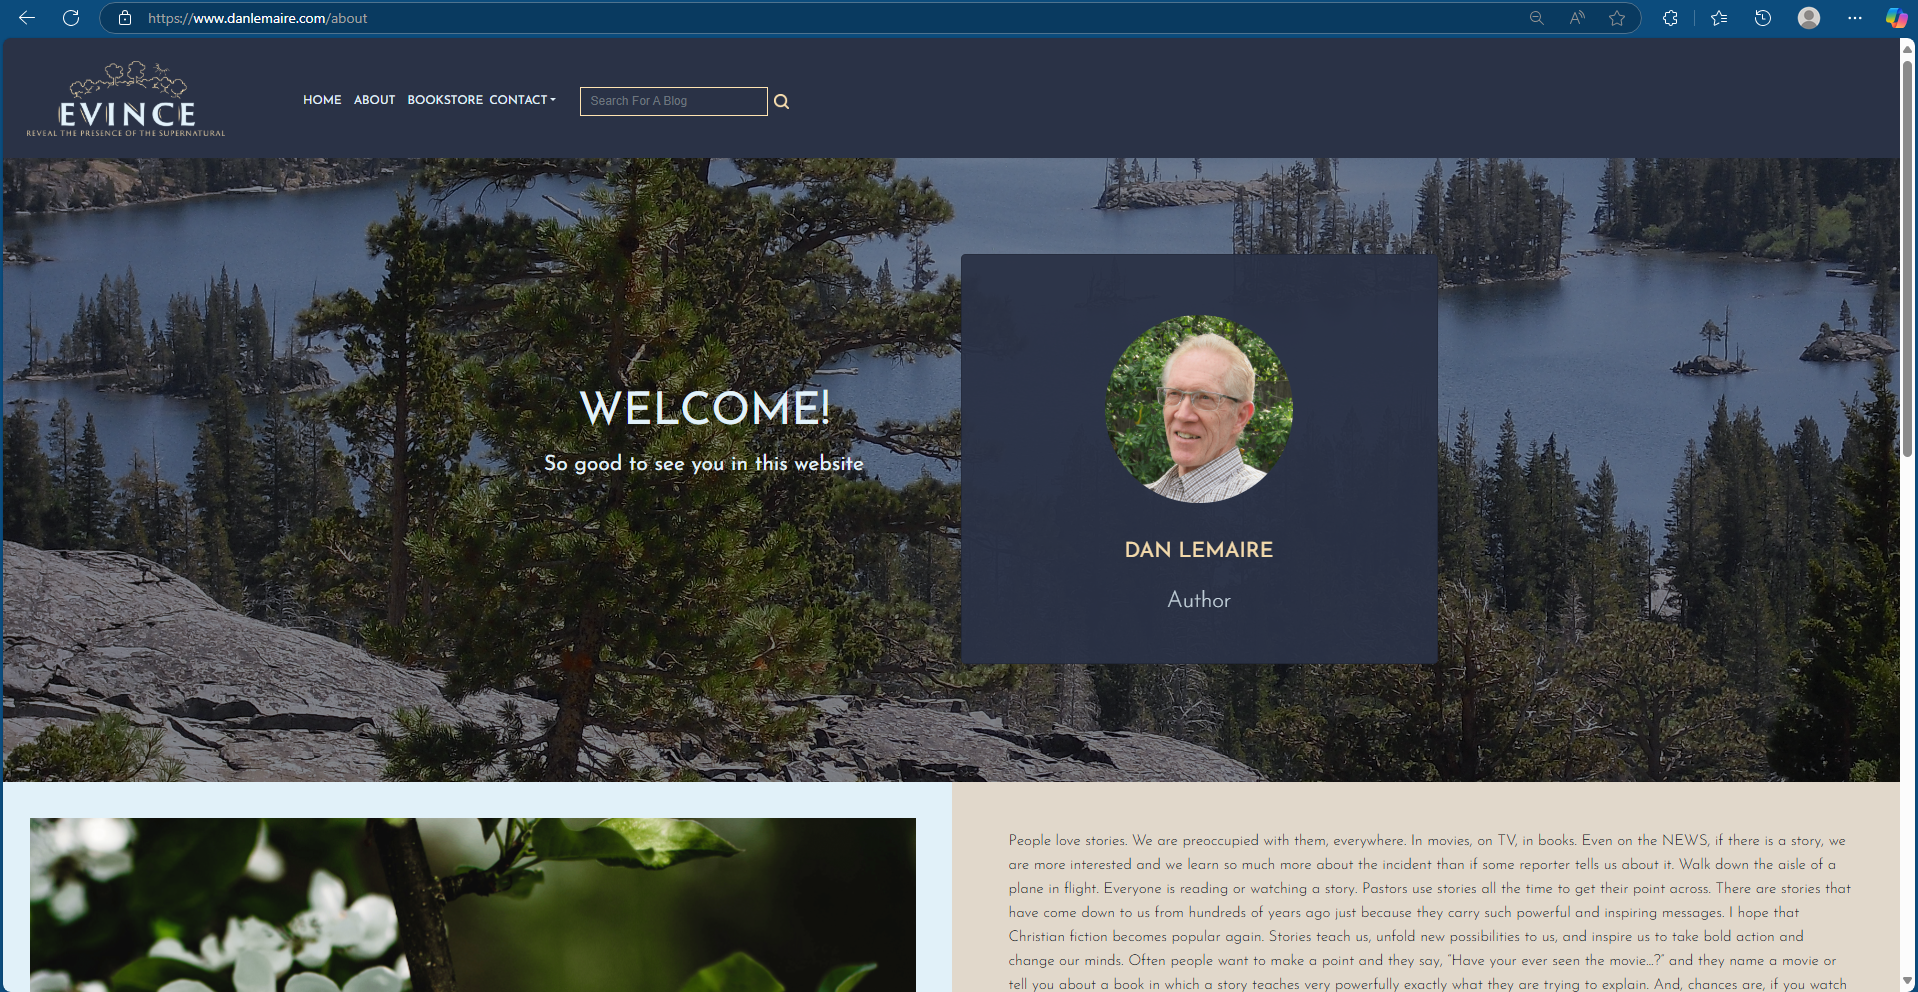 https://www.danlemaire.com/about
EVINCE
REVEAL THE PRESENCE OF THE SUPERNATURAL
HOME ABOUT BOOKSTORE CONTACT
Search For A Blog
WELCOME!
So good to see you in this website
DAN LEMAIRE
Author
People love stories. We are preoccupied with them, everywhere. In movies, on TV, in books. Even on the NEWS, if there is a story, we
are more interested and we learn so much more about the incident than if some reporter tells us about it. Walk down the aisle of a
plane in flight. Everyone is reading or watching a story. Pastors use stories all the time to get their point across. There are stories that
have come down to us from hundreds of years ago just because they carry such powerful and inspiring messages. I hope that
Christian fiction becomes popular again. Stories teach us, unfold new possibilities to us, and inspire us to take bold action and
change our minds. Often people want to make a point and they say, “Have your ever seen the movie…?” and they name a movie or
tell you about a book in which a story teaches very powerfully exactly what they are trying to explain. And, chances are, if you watch